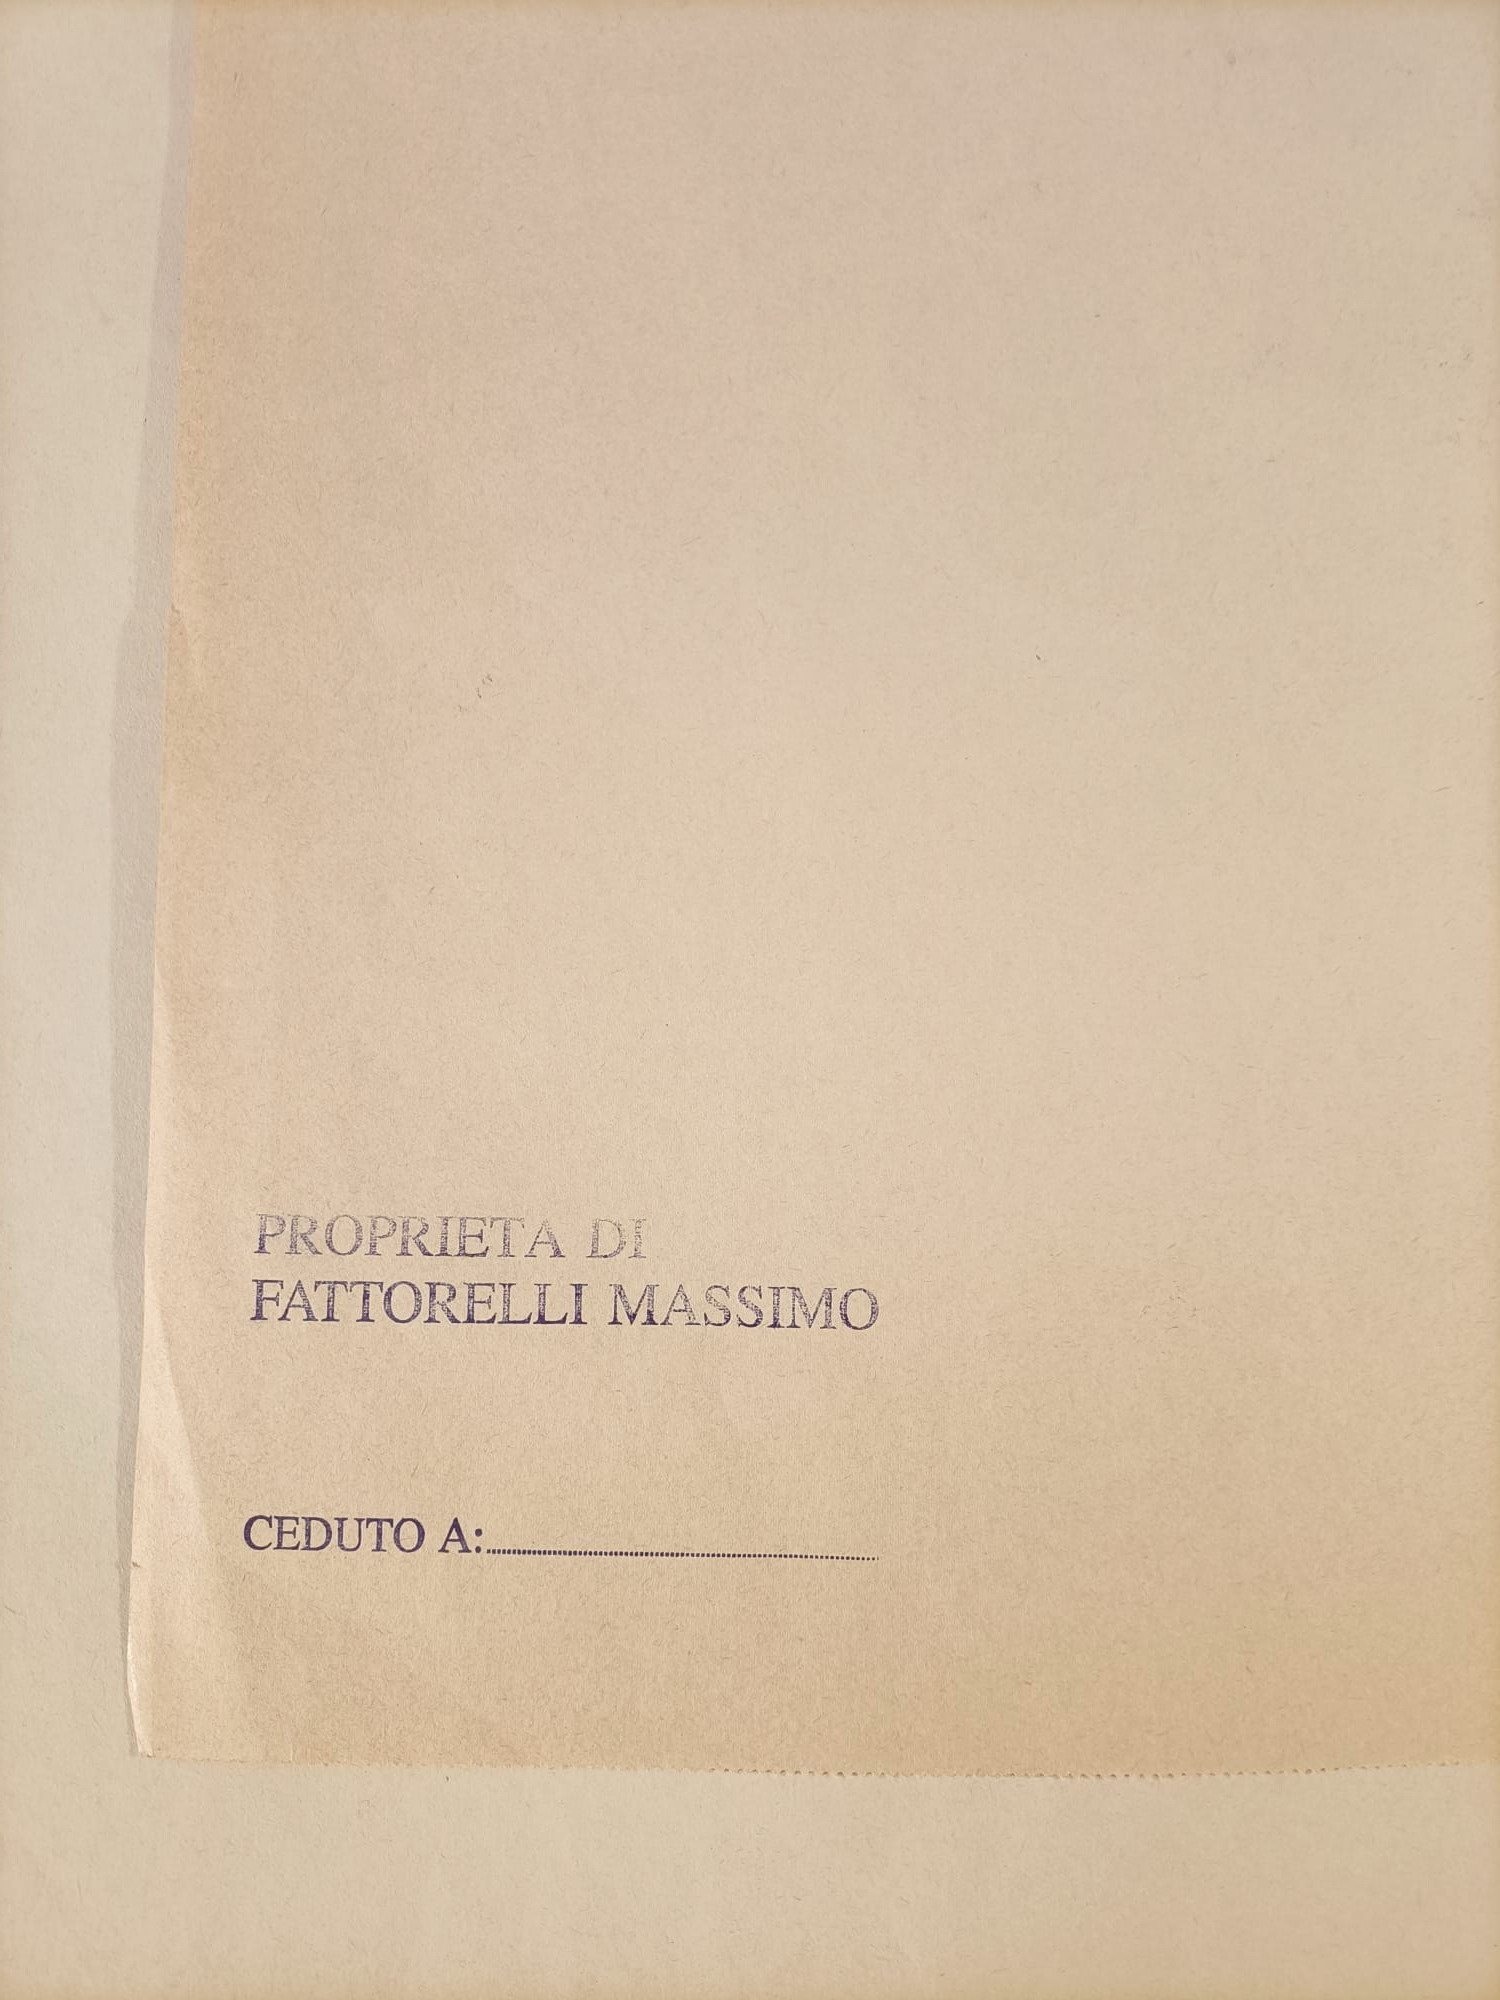 PROPRIETA DI
FATTORELLI MASSIMO
CEDUTO A:........................................